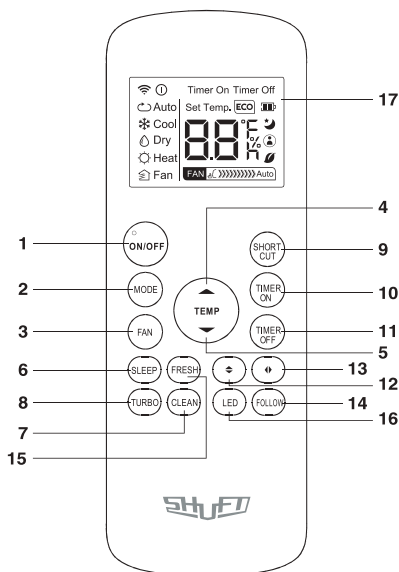 Timer On Timer Off
Auto Set Temp. ECO
17
Cool
88 °F
Dry
% h
Heat
Fan FAN Auto
4
1 ON/OFF
SHORT CUT 9
2 MODE
TEMP
TIMER ON 10
3 FAN
TIMER OFF 11
5
6 SLEEP FRESH
13
12
8 TURBO CLEAN LED FOLLOW 14
7
16
15
SHUFT